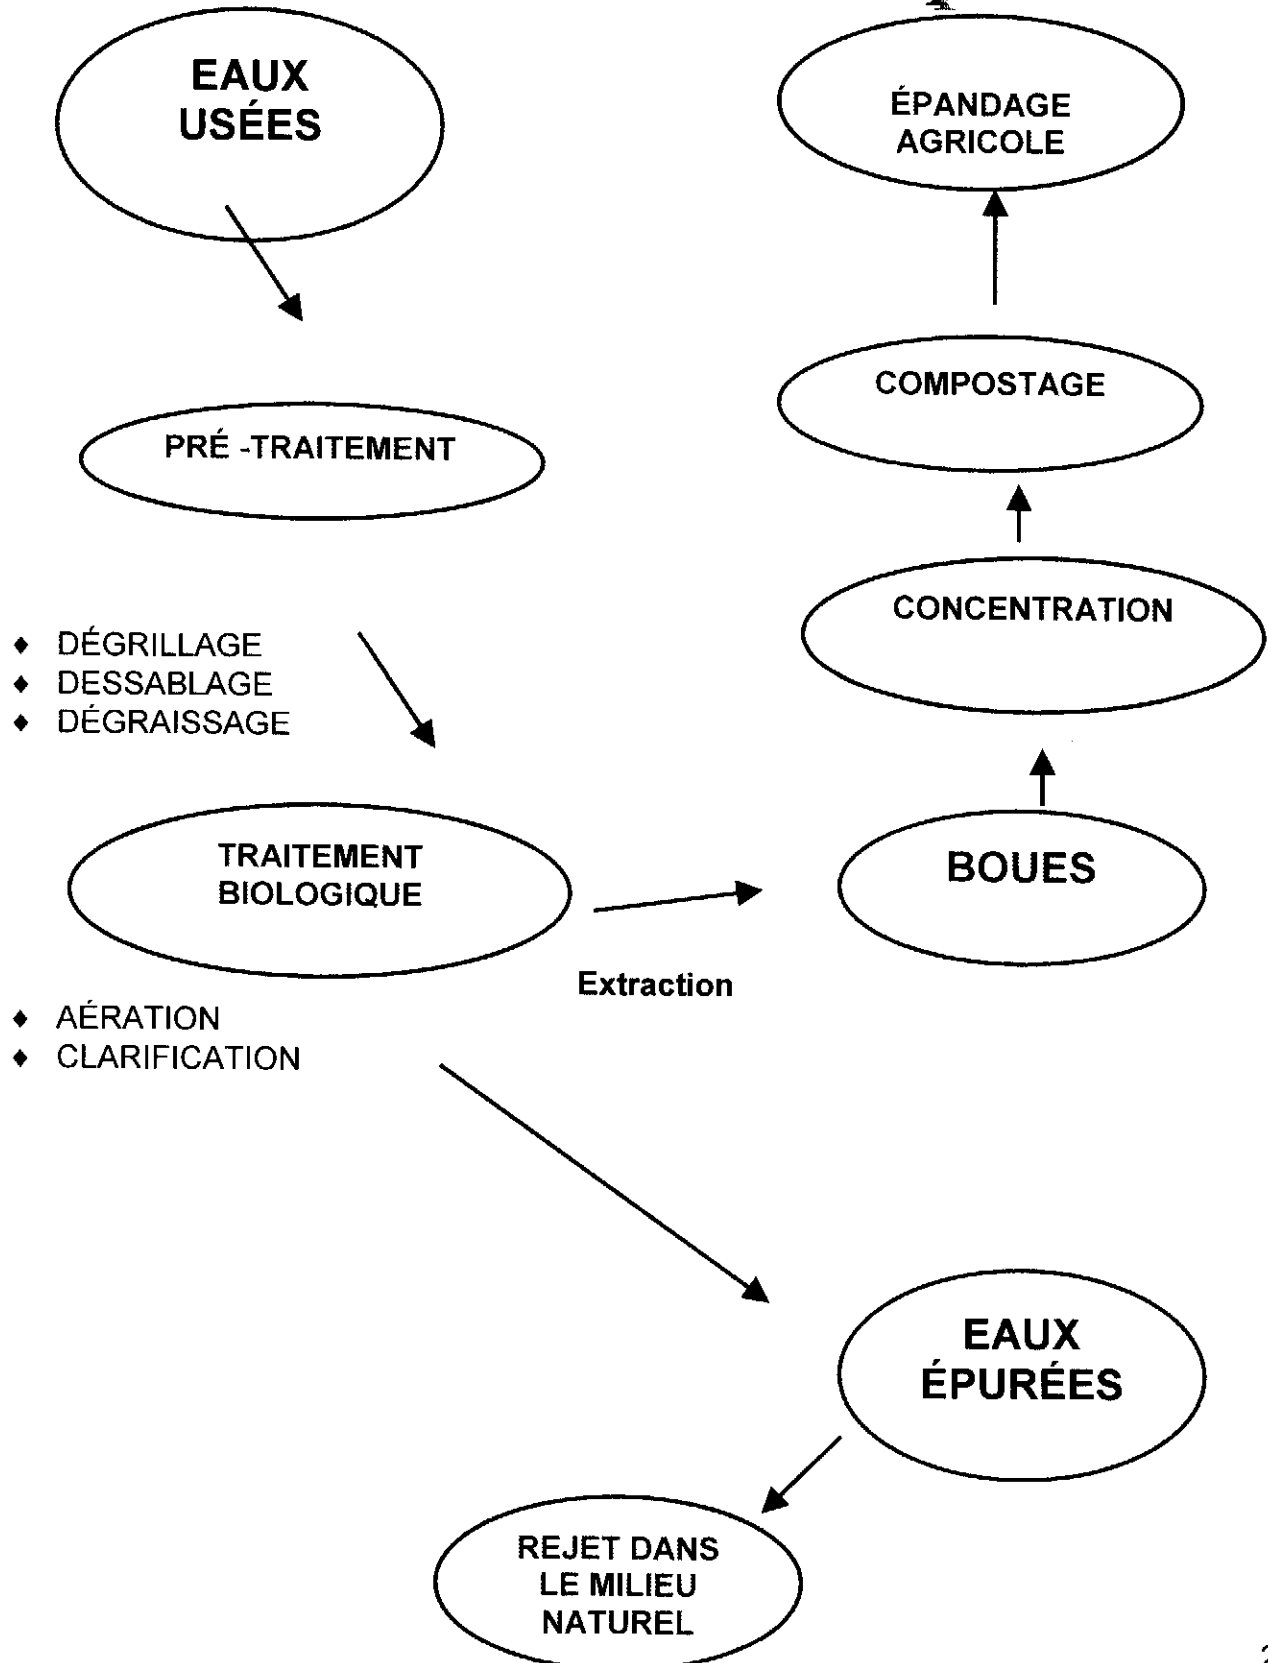 EAUX
USÉES
PRÉ -TRAITEMENT
♦ DÉGRILLAGE
♦ DESSABLAGE
♦ DÉGRAISSAGE
TRAITEMENT
BIOLOGIQUE
♦ AÉRATION
♦ CLARIFICATION
Extraction
BOUES
CONCENTRATION
COMPOSTAGE
ÉPANDAGE
AGRICOLE
EAUX
ÉPURÉES
REJET DANS
LE MILIEU
NATUREL